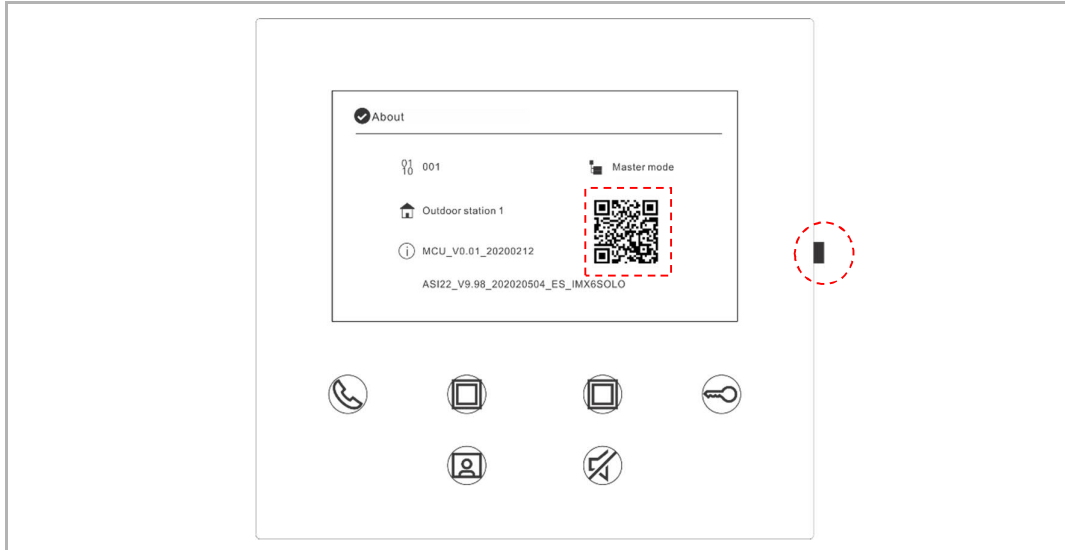 About
001
Master mode
Outdoor station 1
MCU_V0.01_20200212
ASI22_V9.98_202020504_ES_IMX6SOLO